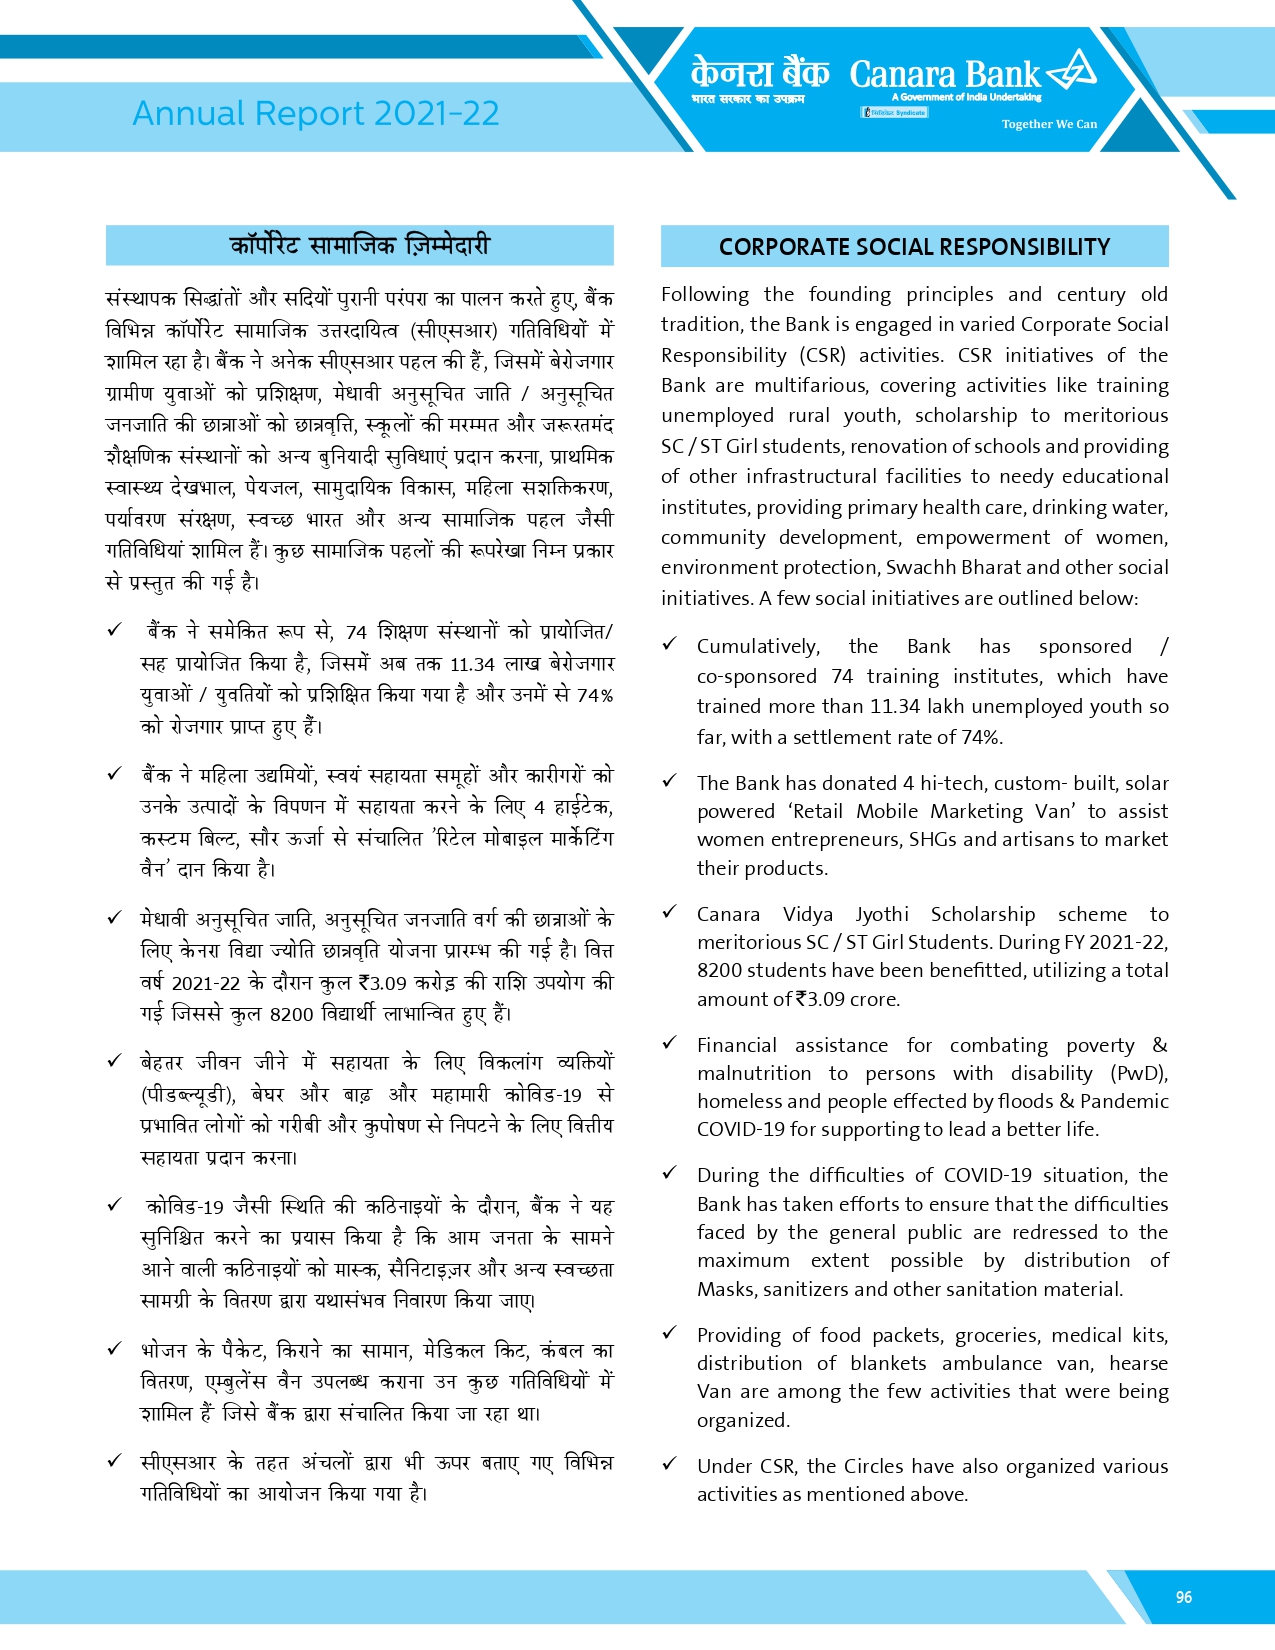 Annual Report 2021-22
केनरा बैंक Canara Bank
भारत सरकार का उपक्रम
A Government of India Undertaking
Syndicate
Together We Can
कॉर्पोरेट सामाजिक ज़िम्मेदारी
संस्थापक सिद्धांतों और सदियों पुरानी परंपरा का पालन करते हुए, बैंक
विभिन्न कॉर्पोरेट सामाजिक उत्तरदायित्व (सीएसआर) गतिविधियों में
शामिल रहा है। बैंक ने अनेक सीएसआर पहल की हैं, जिसमें बेरोजगार
ग्रामीण युवाओं को प्रशिक्षण, मेधावी अनुसूचित जाति / अनुसूचित
जनजाति की छात्राओं को छात्रवृत्ति, स्कूलों की मरम्मत और जरूरतमंद
शैक्षणिक संस्थानों को अन्य बुनियादी सुविधाएं प्रदान करना, प्राथमिक
स्वास्थ्य देखभाल, पेयजल, सामुदायिक विकास, महिला सशक्तिकरण,
पर्यावरण संरक्षण, स्वच्छ भारत और अन्य सामाजिक पहल जैसी
गतिविधियां शामिल हैं। कुछ सामाजिक पहलों की रूपरेखा निम्न प्रकार
से प्रस्तुत की गई है।
✓ बैंक ने समेकित रूप से, 74 शिक्षण संस्थानों को प्रायोजित/
सह प्रायोजित किया है, जिसमें अब तक 11.34 लाख बेरोजगार
युवाओं / युवतियों को प्रशिक्षित किया गया है और उनमें से 74%
को रोजगार प्राप्त हुए हैं।
✓ बैंक ने महिला उद्यमियों, स्वयं सहायता समूहों और कारीगरों को
उनके उत्पादों के विपणन में सहायता करने के लिए 4 हाईटेक,
कस्टम बिल्ट, सौर ऊर्जा से संचालित ’रिटेल मोबाइल मार्केटिंग
वैन’ दान किया है।
✓ मेधावी अनुसूचित जाति, अनुसूचित जनजाति वर्ग की छात्राओं के
लिए केनरा विद्या ज्योति छात्रवृति योजना प्रारम्भ की गई है। वित्त
वर्ष 2021-22 के दौरान कुल ₹3.09 करोड़ की राशि उपयोग की
गई जिससे कुल 8200 विद्यार्थी लाभान्वित हुए हैं।
✓ बेहतर जीवन जीने में सहायता के लिए विकलांग व्यक्तियों
(पीडब्ल्यूडी), बेघर और बाढ़ और महामारी कोविड-19 से
प्रभावित लोगों को गरीबी और कुपोषण से निपटने के लिए वित्तीय
सहायता प्रदान करना।
✓ कोविड-19 जैसी स्थिति की कठिनाइयों के दौरान, बैंक ने यह
सुनिश्चित करने का प्रयास किया है कि आम जनता के सामने
आने वाली कठिनाइयों को मास्क, सैनिटाइज़र और अन्य स्वच्छता
सामग्री के वितरण द्वारा यथासंभव निवारण किया जाए।
✓ भोजन के पैकेट, किराने का सामान, मेडिकल किट, कंबल का
वितरण, एम्बुलेंस वैन उपलब्ध कराना उन कुछ गतिविधियों में
शामिल हैं जिसे बैंक द्वारा संचालित किया जा रहा था।
✓ सीएसआर के तहत अंचलों द्वारा भी ऊपर बताए गए विभिन्न
गतिविधियों का आयोजन किया गया है।
CORPORATE SOCIAL RESPONSIBILITY
Following the founding principles and century old
tradition, the Bank is engaged in varied Corporate Social
Responsibility (CSR) activities. CSR initiatives of the
Bank are multifarious, covering activities like training
unemployed rural youth, scholarship to meritorious
SC / ST Girl students, renovation of schools and providing
of other infrastructural facilities to needy educational
institutes, providing primary health care, drinking water,
community development, empowerment of women,
environment protection, Swachh Bharat and other social
initiatives. A few social initiatives are outlined below:
✓ Cumulatively, the Bank has sponsored /
co-sponsored 74 training institutes, which have
trained more than 11.34 lakh unemployed youth so
far, with a settlement rate of 74%.
✓ The Bank has donated 4 hi-tech, custom- built, solar
powered ‘Retail Mobile Marketing Van’ to assist
women entrepreneurs, SHGs and artisans to market
their products.
✓ Canara Vidya Jyothi Scholarship scheme to
meritorious SC / ST Girl Students. During FY 2021-22,
8200 students have been benefitted, utilizing a total
amount of ₹3.09 crore.
✓ Financial assistance for combating poverty &
malnutrition to persons with disability (PwD),
homeless and people effected by floods & Pandemic
COVID-19 for supporting to lead a better life.
✓ During the difficulties of COVID-19 situation, the
Bank has taken efforts to ensure that the difficulties
faced by the general public are redressed to the
maximum extent possible by distribution of
Masks, sanitizers and other sanitation material.
✓ Providing of food packets, groceries, medical kits,
distribution of blankets ambulance van, hearse
Van are among the few activities that were being
organized.
✓ Under CSR, the Circles have also organized various
activities as mentioned above.
96